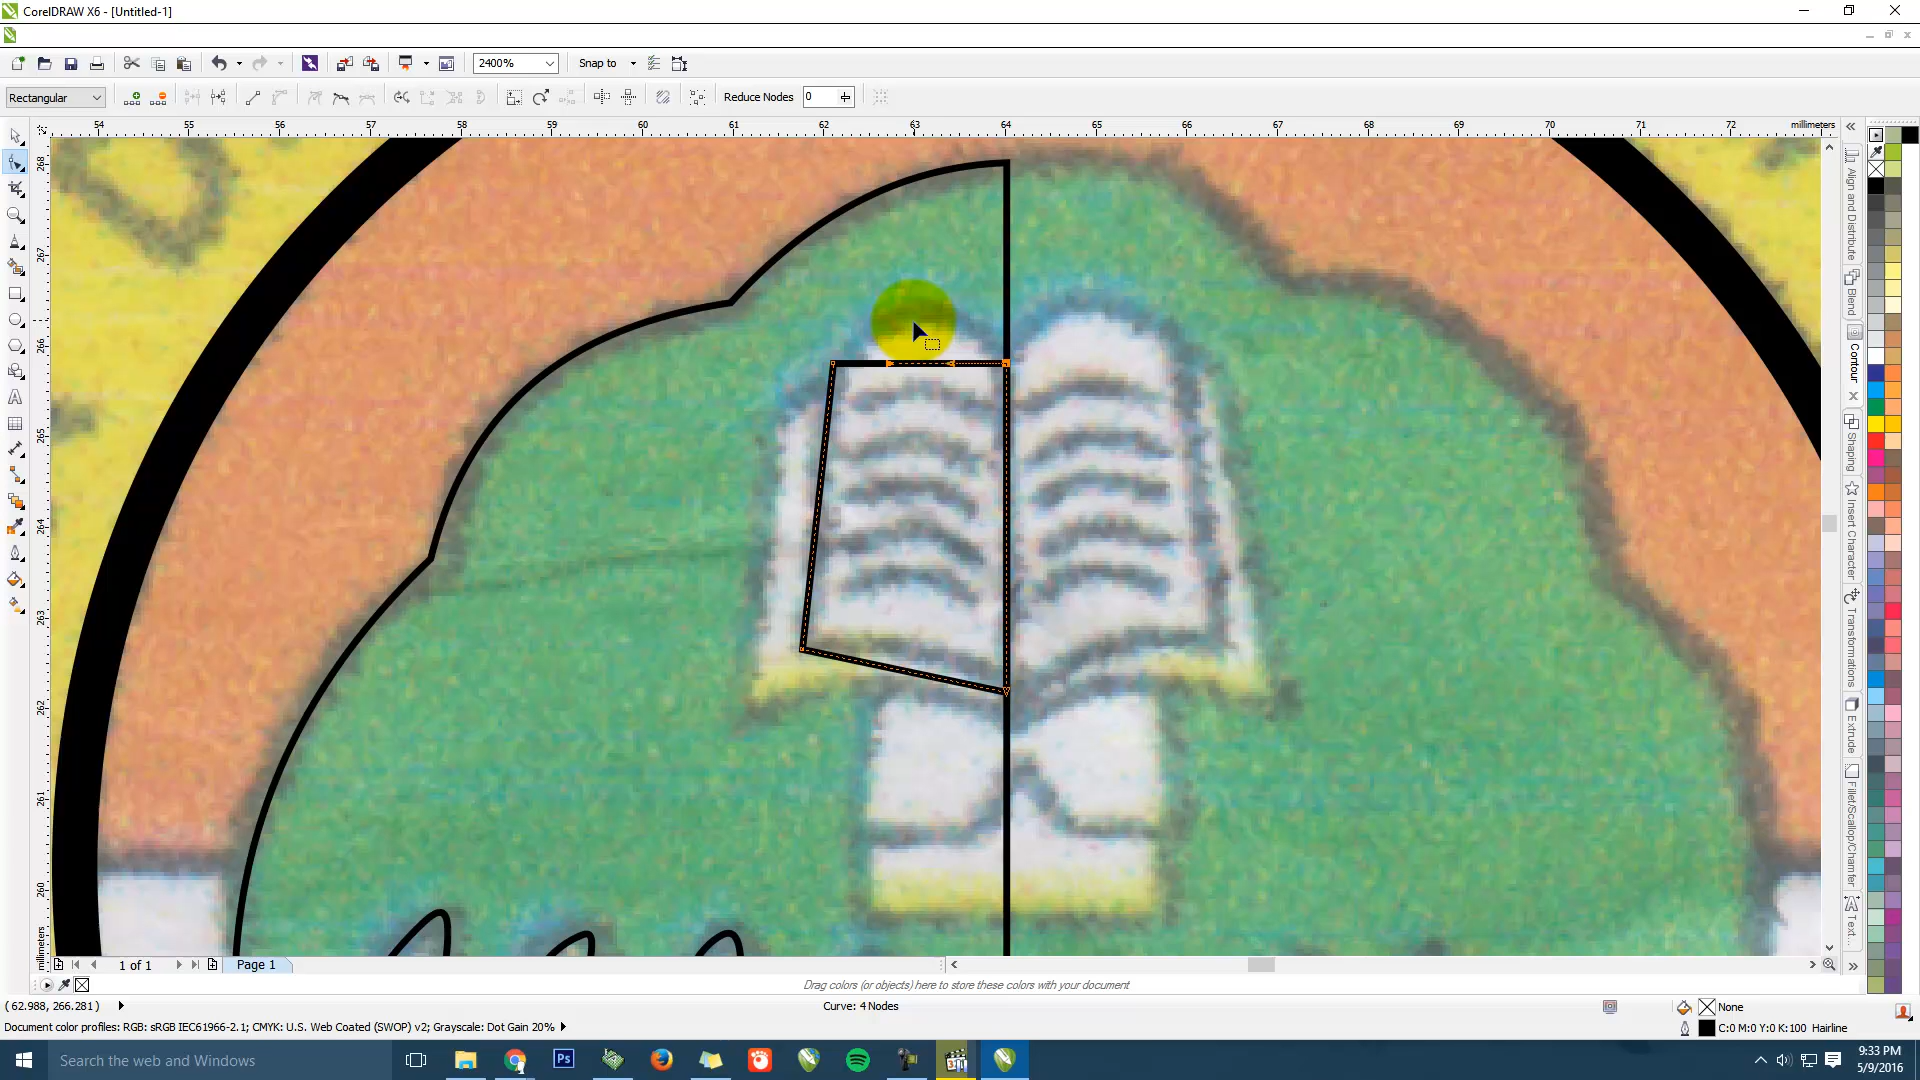 CorelDRAW X6 - [Untitled-1]
2400%
Snap to
Rectangular
Reduce Nodes
0
54 55 56 57 58 59 60 61 62 63 64 65 66 67 68 69 70 71 72 millimeters
268
267
266
265
264
263
262
261
260
millimeters
Align and Distribute
Blend
Contour
Shaping
Insert Character
Transformations
Extrude
Fillet/Scallop/Chamfer
Text...
1 of 1
Page 1
Drag colors (or objects) here to store these colors with your document
(62.988, 266.281)
Curve: 4 Nodes
None
Document color profiles: RGB: sRGB IEC61966-2.1; CMYK: U.S. Web Coated (SWOP) v2; Grayscale: Dot Gain 20%
C:0 M:0 Y:0 K:100 Hairline
Search the web and Windows
Ps
9:33 PM
5/9/2016